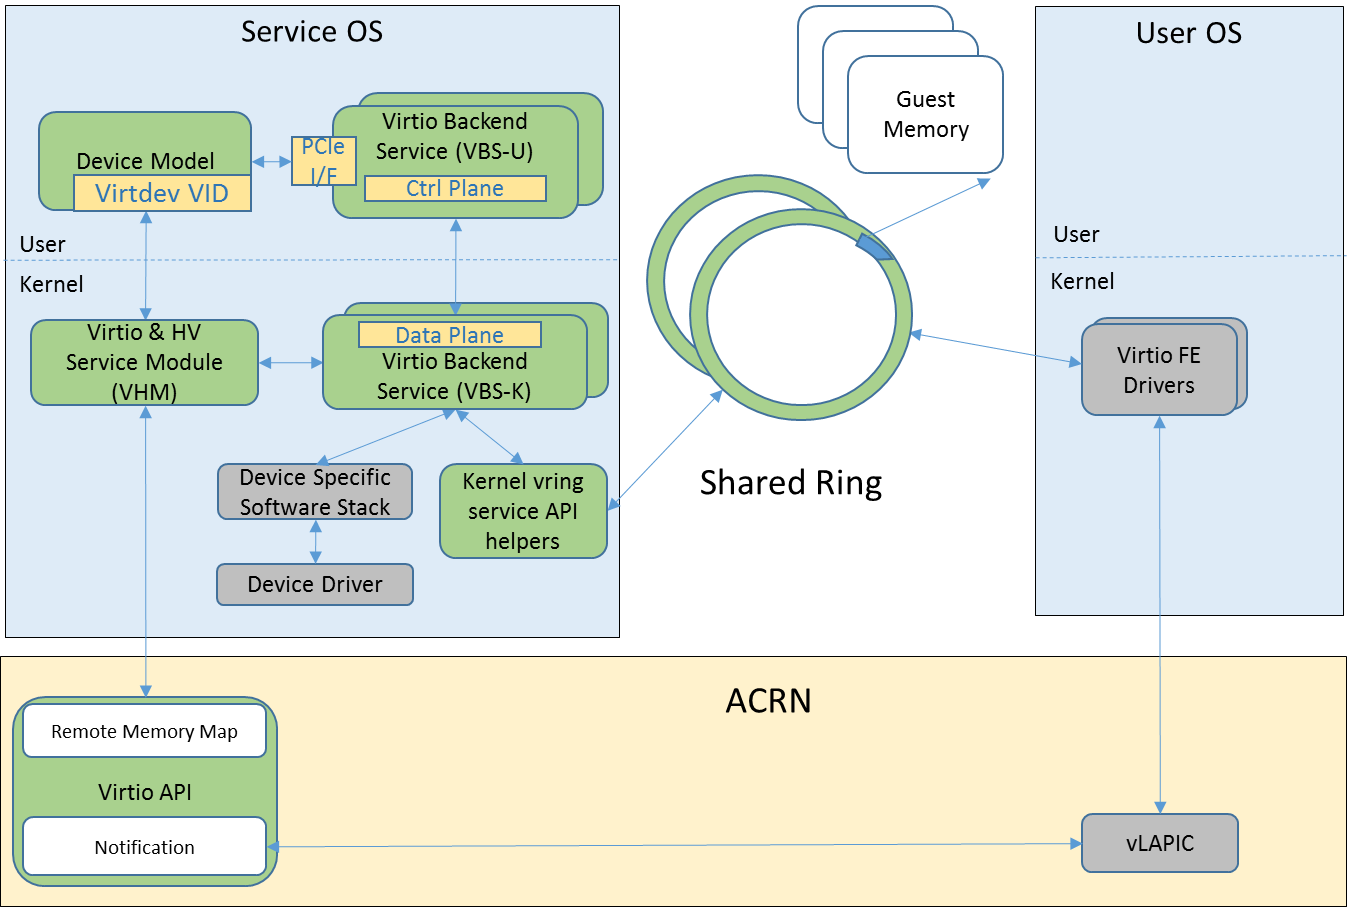 Service OS
Device Model
Virtdev VID
PCIe
I/F
Virtio Backend
Service (VBS-U)
Ctrl Plane
User
Kernel
Virtio & HV
Service Module
(VHM)
Data Plane
Virtio Backend
Service (VBS-K)
Device Specific
Software Stack
Device Driver
Kernel vring
service API
helpers
Guest
Memory
Shared Ring
User OS
User
Kernel
Virtio FE
Drivers
ACRN
Remote Memory Map
Virtio API
Notification
vLAPIC